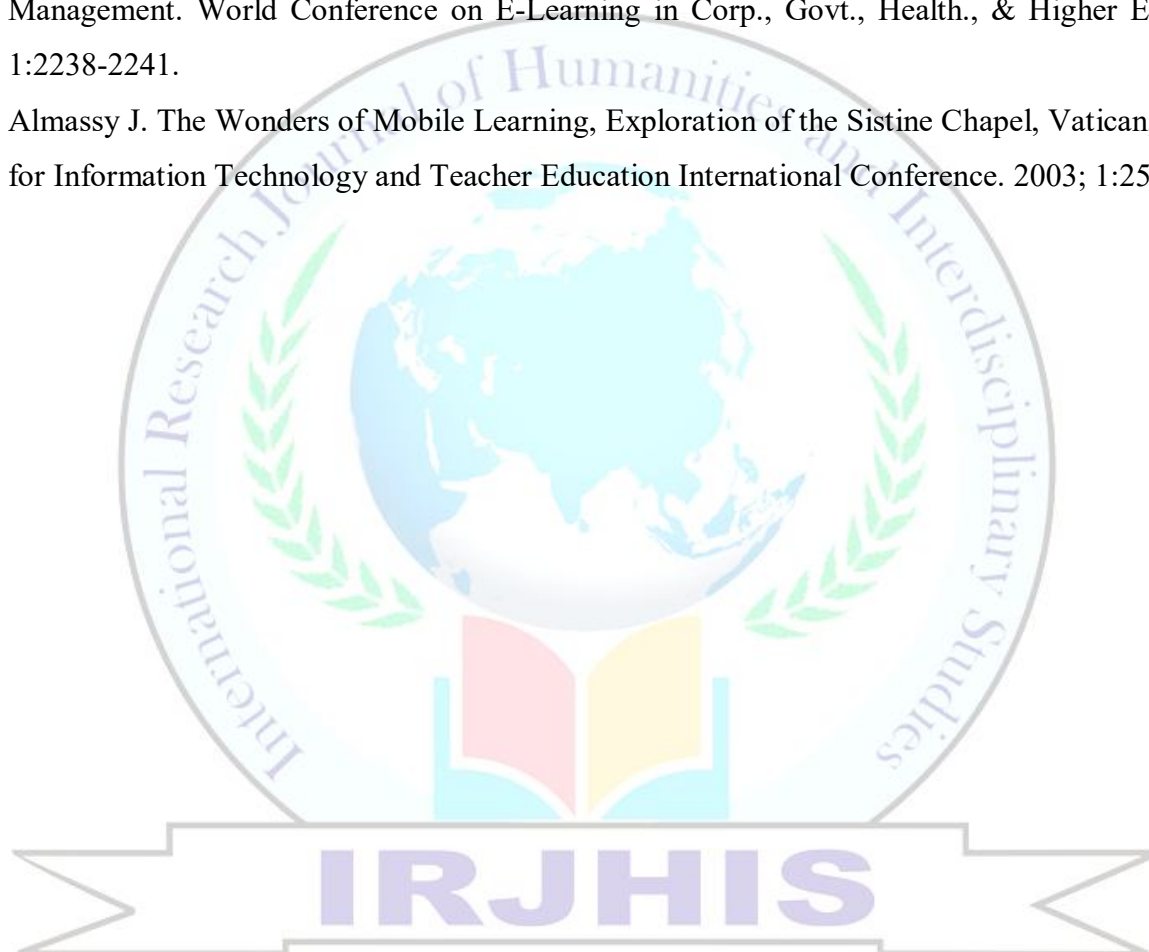 Management. World Conference on E-Learning in Corp., Govt., Health., & Higher E
1:2238-2241.
Almassy J. The Wonders of Mobile Learning, Exploration of the Sistine Chapel, Vatican
for Information Technology and Teacher Education International Conference. 2003; 1:25
International Research Journal of Humanities and Interdisciplinary Studies
IRJHIS